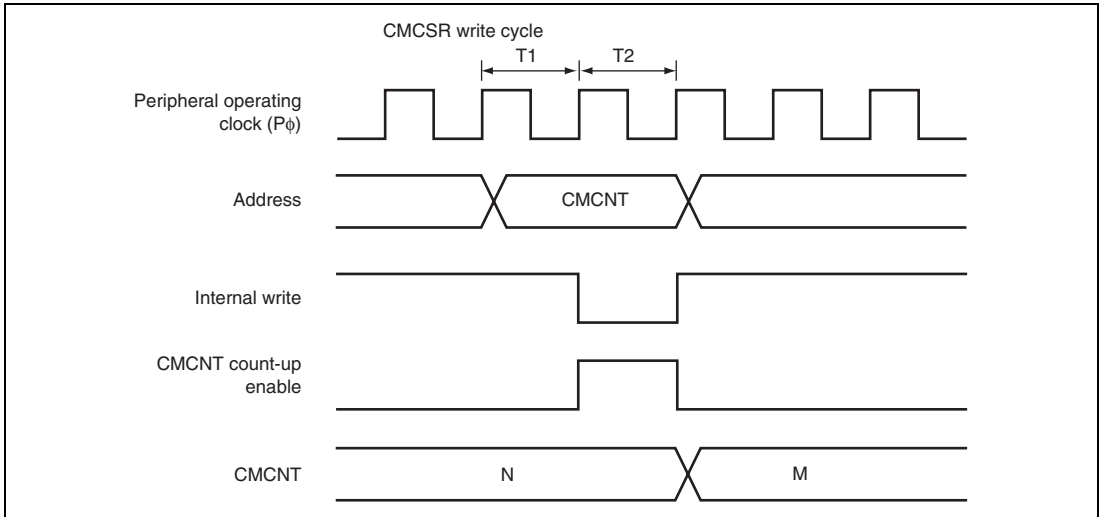 CMCSR write cycle
T1 T2
Peripheral operating
clock (Pφ)
Address CMCNT
Internal write
CMCNT count-up
enable
CMCNT N M